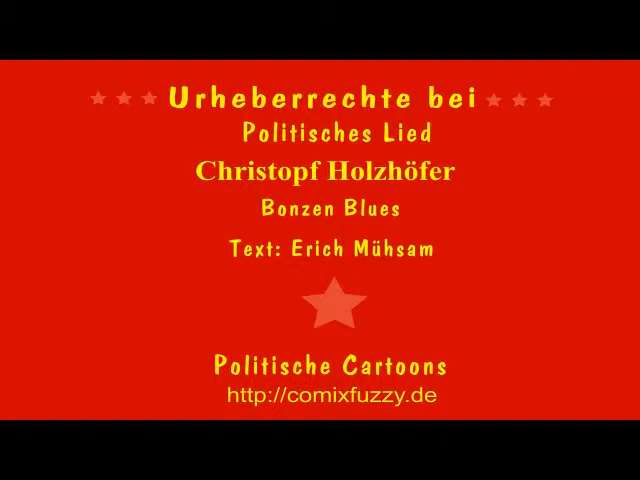 Urheberrechte bei
Politisches Lied
Christopf Holzhöfer
Bonzen Blues
Text: Erich Mühsam
Politische Cartoons
http://comixfuzzy.de